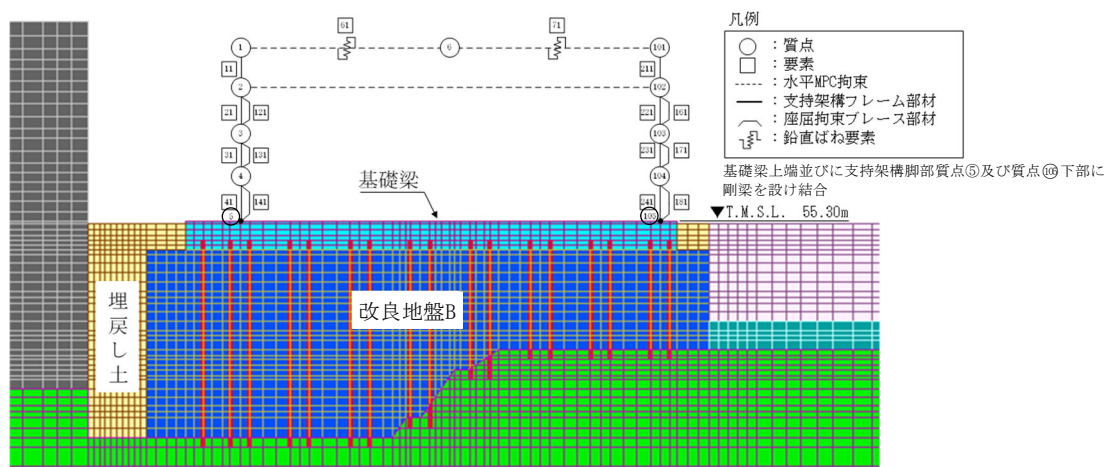 61
71
1
6
101
11
211
2
102
21
121
221
161
3
103
31
131
231
171
4
104
41
141
241
181
5
105
凡例
○ : 質点
□ : 要素
----- : 水平MPC拘束
― : 支持架構フレーム部材
: 座屈拘束ブレース部材
: 鉛直ばね要素
基礎梁上端並びに支持架構脚部質点⑤及び質点105下部に
剛梁を設け結合
▼T.M.S.L. 55.30m
基礎梁
埋戻し土
改良地盤B